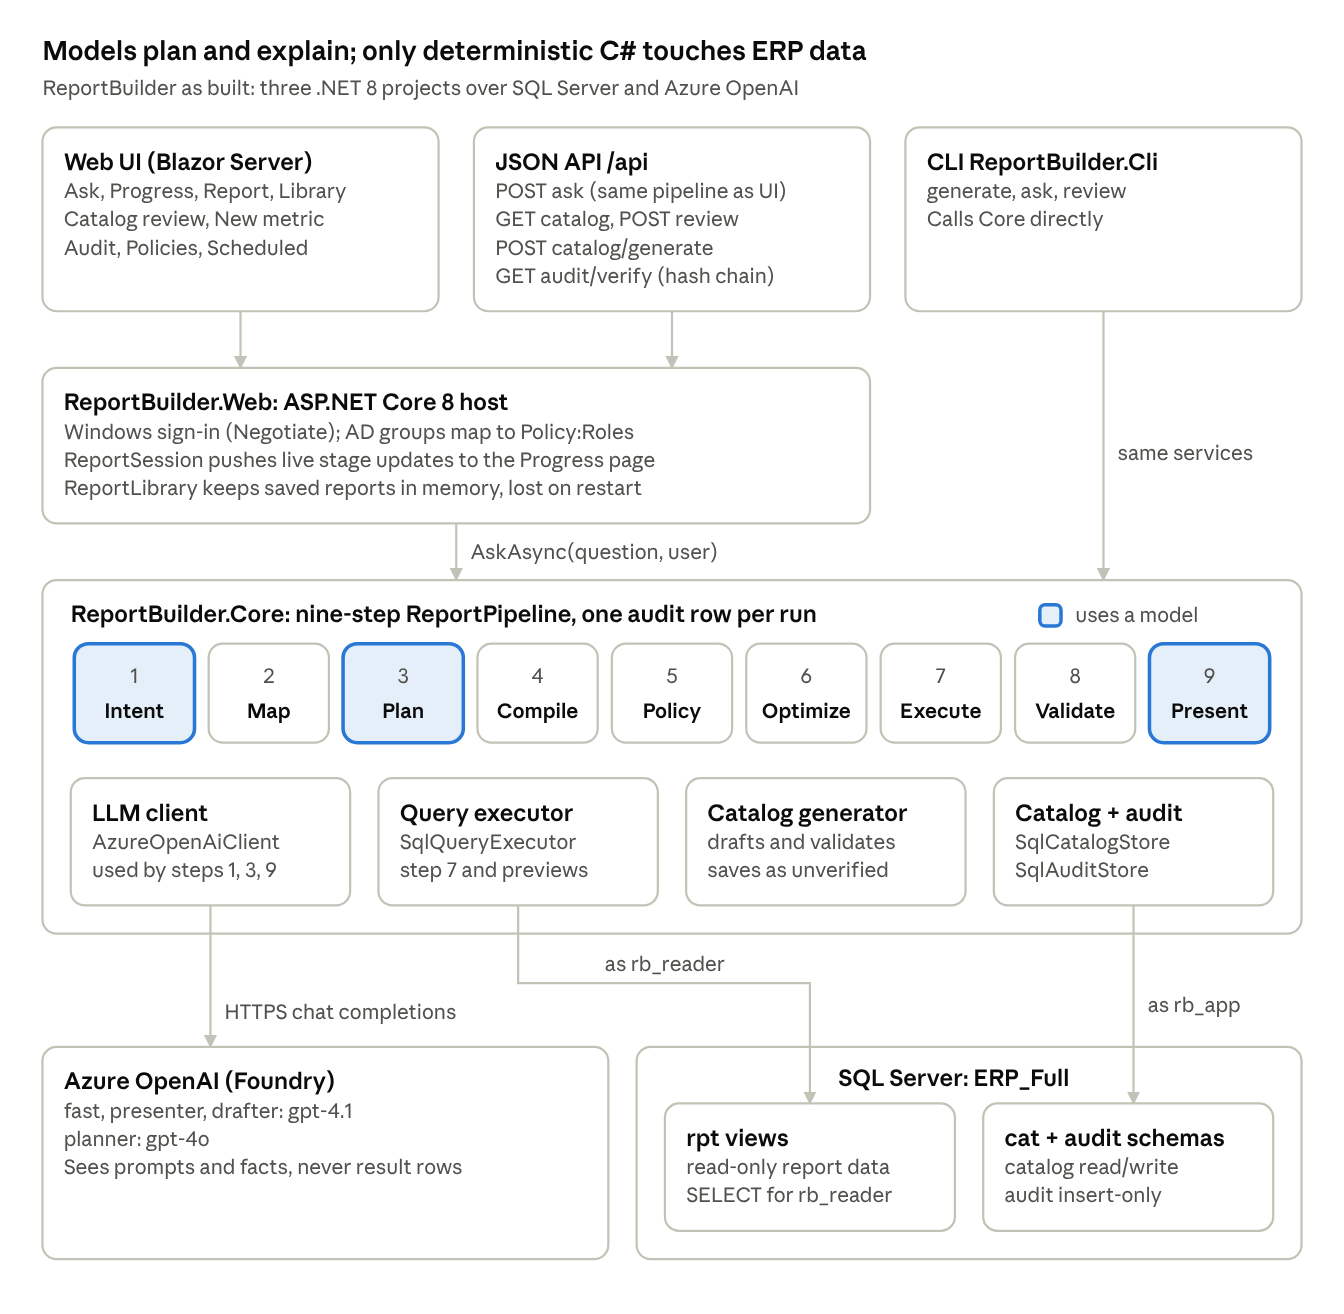 Models plan and explain; only deterministic C# touches ERP data
ReportBuilder as built: three .NET 8 projects over SQL Server and Azure OpenAI
Web UI (Blazor Server)
Ask, Progress, Report, Library
Catalog review, New metric
Audit, Policies, Scheduled
JSON API /api
POST ask (same pipeline as UI)
GET catalog, POST review
POST catalog/generate
GET audit/verify (hash chain)
CLI ReportBuilder.Cli
generate, ask, review
Calls Core directly
ReportBuilder.Web: ASP.NET Core 8 host
Windows sign-in (Negotiate); AD groups map to Policy:Roles
ReportSession pushes live stage updates to the Progress page
ReportLibrary keeps saved reports in memory, lost on restart
same services
AskAsync(question, user)
ReportBuilder.Core: nine-step ReportPipeline, one audit row per run
uses a model
1
Intent
2
Map
3
Plan
4
Compile
5
Policy
6
Optimize
7
Execute
8
Validate
9
Present
LLM client
AzureOpenAiClient
used by steps 1, 3, 9
Query executor
SqlQueryExecutor
step 7 and previews
Catalog generator
drafts and validates
saves as unverified
Catalog + audit
SqlCatalogStore
SqlAuditStore
as rb_reader
HTTPS chat completions
as rb_app
Azure OpenAI (Foundry)
fast, presenter, drafter: gpt-4.1
planner: gpt-4o
Sees prompts and facts, never result rows
SQL Server: ERP_Full
rpt views
read-only report data
SELECT for rb_reader
cat + audit schemas
catalog read/write
audit insert-only